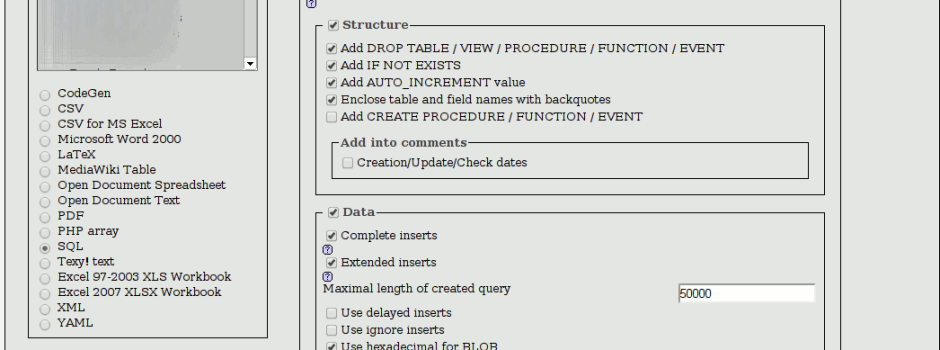 CodeGen
CSV
CSV for MS Excel
Microsoft Word 2000
LaTeX
MediaWiki Table
Open Document Spreadsheet
Open Document Text
PDF
PHP array
SQL
Texy! text
Excel 97-2003 XLS Workbook
Excel 2007 XLSX Workbook
XML
YAML
?
Structure
Add DROP TABLE / VIEW / PROCEDURE / FUNCTION / EVENT
Add IF NOT EXISTS
Add AUTO_INCREMENT value
Enclose table and field names with backquotes
Add CREATE PROCEDURE / FUNCTION / EVENT
Add into comments
Creation/Update/Check dates
Data
Complete inserts
?
Extended inserts
?
Maximal length of created query
50000
Use delayed inserts
Use ignore inserts
Use hexadecimal for BLOB